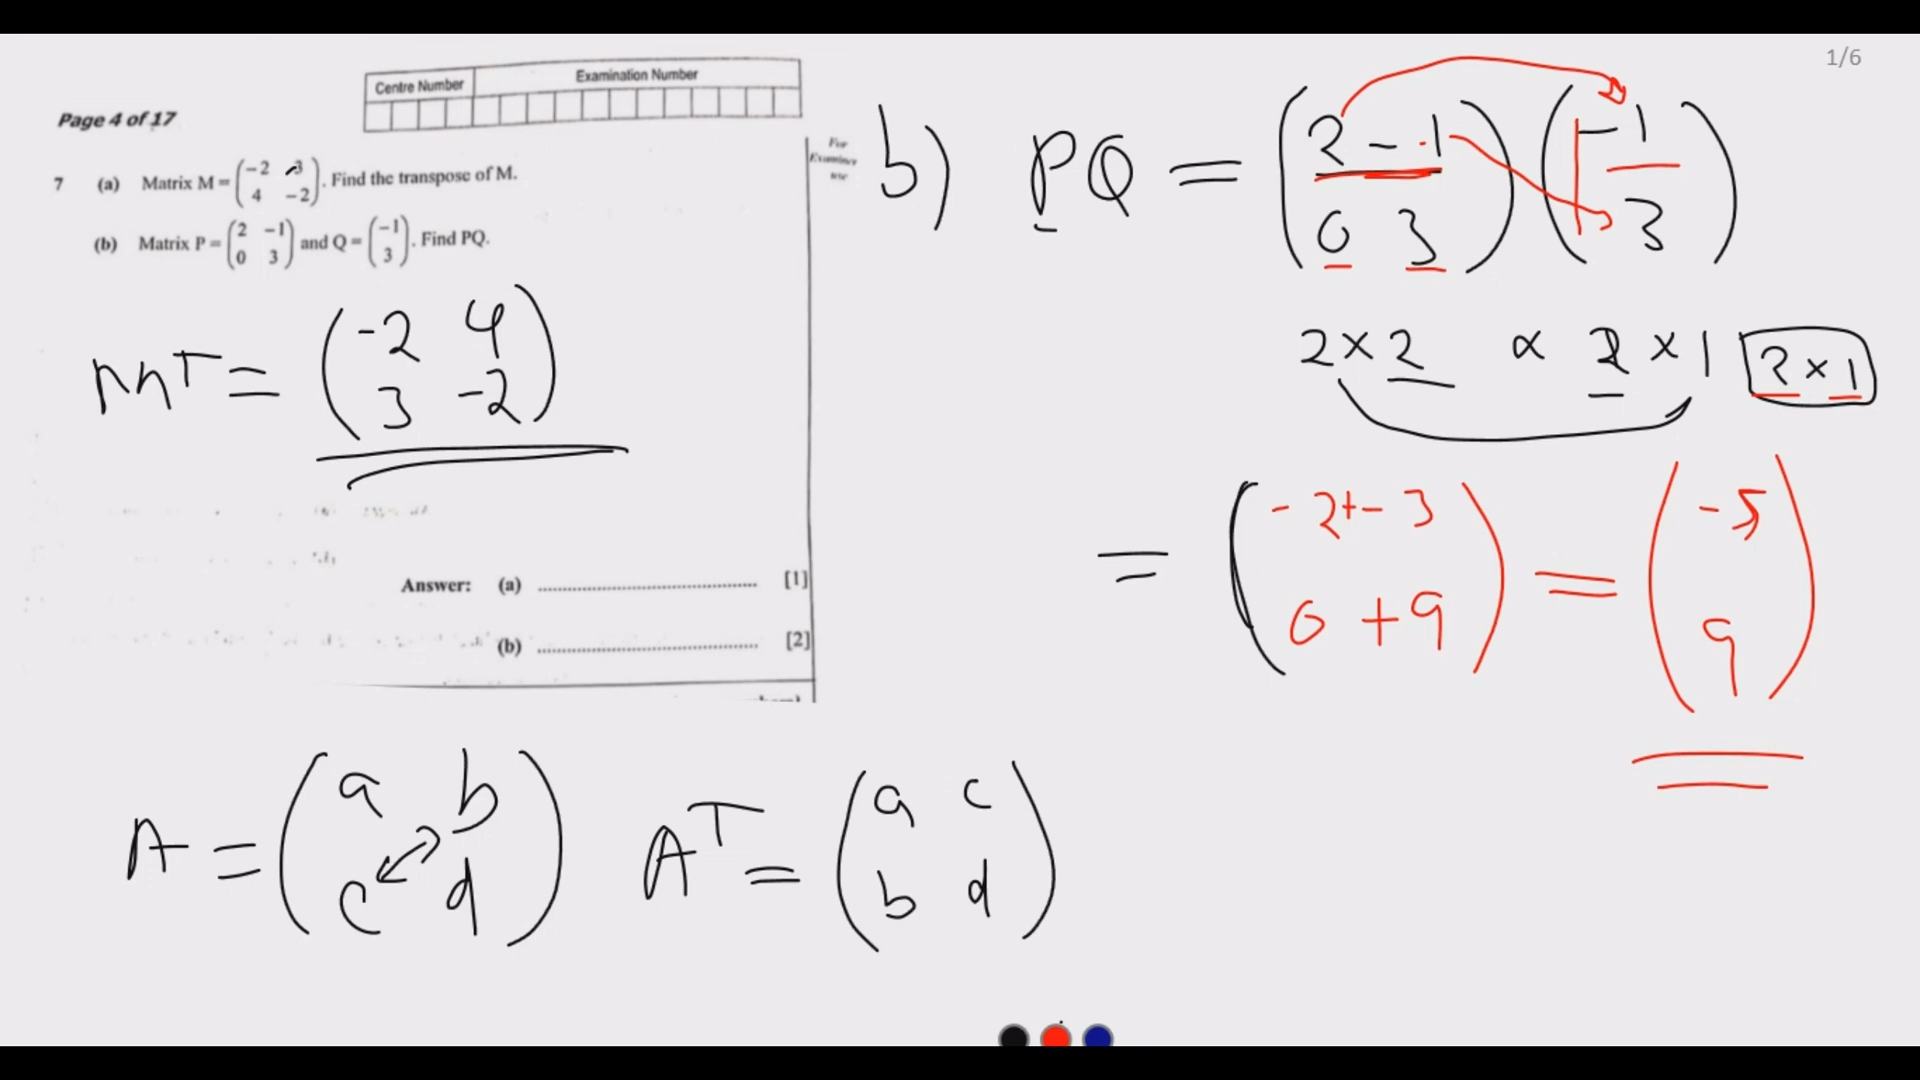 1/6
Centre Number Examination Number
Page 4 of 17
For
Examiner
use
7 (a) Matrix M = (-2 3
4 -2). Find the transpose of M.
(b) Matrix P = (2 -1
0 3) and Q = (-1
3). Find PQ.
Mᵀ = (-2 4
3 -2)
Answer: (a) ........................................ [1]
(b) ........................................ [2]
A = (a b
c d)
Aᵀ = (a c
b d)
b) PQ = (2 -1
0 3) (-1
3)
2 × 2 ∝ 2 × 1 2 × 1
= (-2+-3
0 +9) = (-5
9)